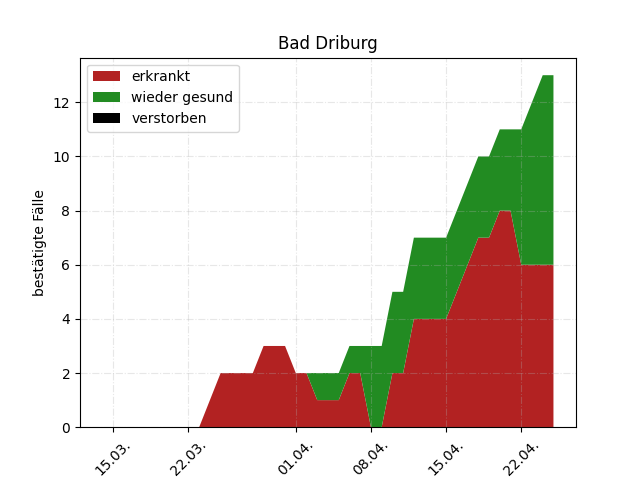 Bad Driburg
erkrankt
wieder gesund
verstorben
bestätigte Fälle
12
10
8
6
4
2
0
15.03.
22.03.
01.04.
08.04.
15.04.
22.04.